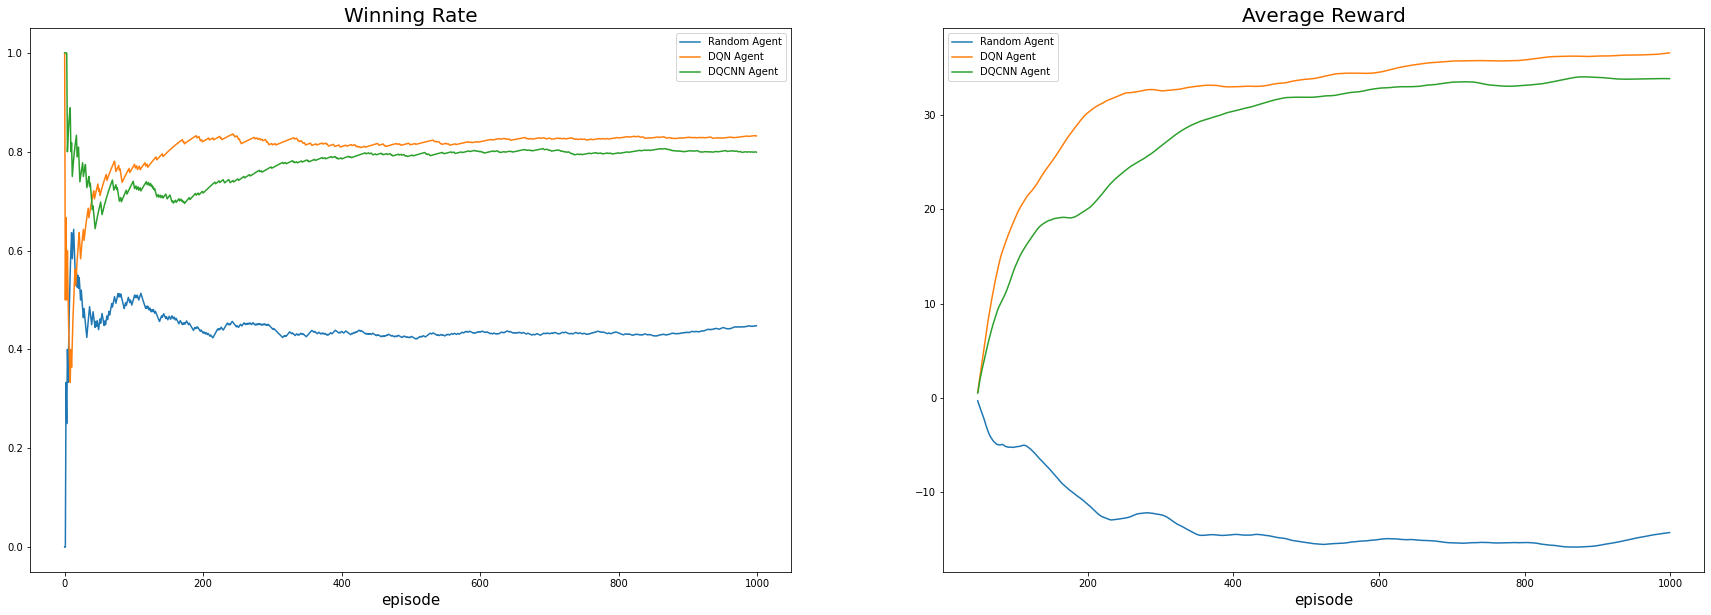 Winning Rate
Random Agent
DQN Agent
DQCNN Agent
1.0
0.8
0.6
0.4
0.2
0.0
0 200 400 600 800 1000
episode
Average Reward
Random Agent
DQN Agent
DQCNN Agent
30
20
10
0
−10
200 400 600 800 1000
episode